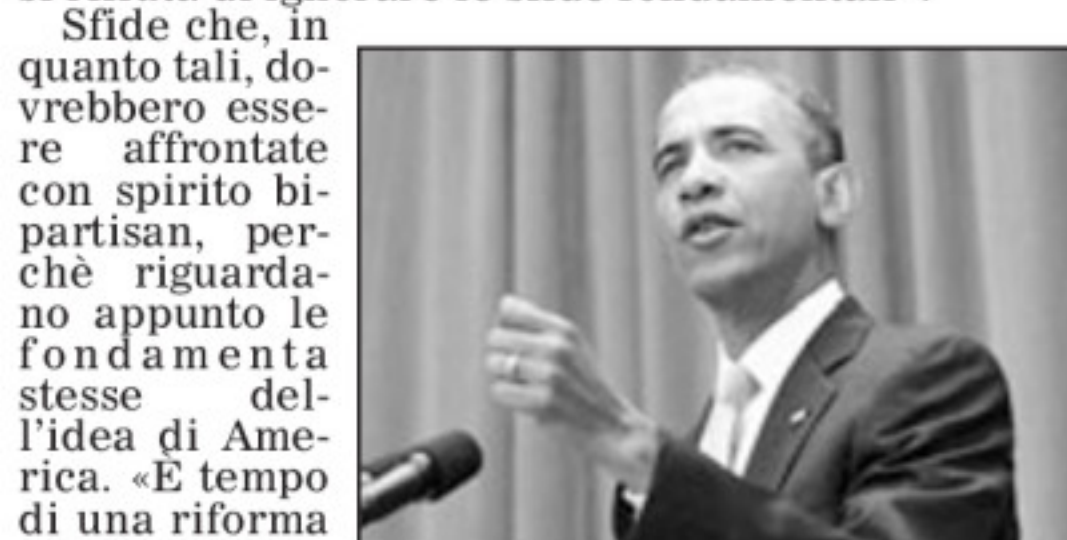 Sfide che, in
quanto tali, do-
vrebbero esse-
re affrontate
con spirito bi-
partisan, per-
chè riguarda-
no appunto le
fondamenta
stesse del-
l'idea di Ame-
rica. «È tempo
di una riforma